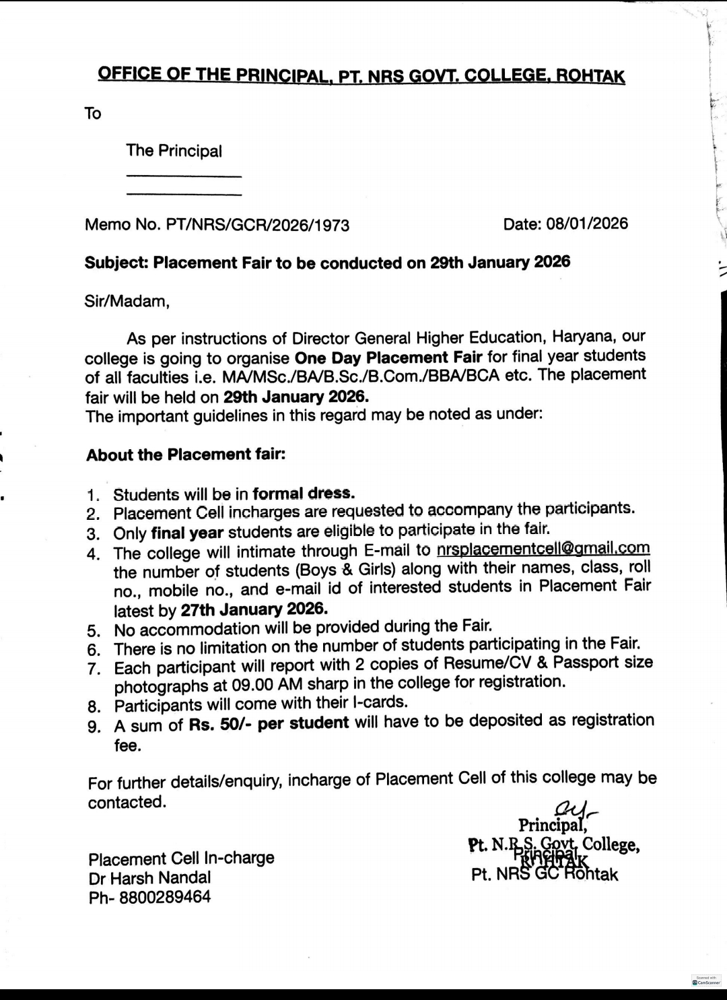 OFFICE OF THE PRINCIPAL, PT. NRS GOVT. COLLEGE, ROHTAK
To
The Principal
Memo No. PT/NRS/GCR/2026/1973 Date: 08/01/2026
Subject: Placement Fair to be conducted on 29th January 2026
Sir/Madam,
As per instructions of Director General Higher Education, Haryana, our
college is going to organise One Day Placement Fair for final year students
of all faculties i.e. MA/MSc./BA/B.Sc./B.Com./BBA/BCA etc. The placement
fair will be held on 29th January 2026.
The important guidelines in this regard may be noted as under:
About the Placement fair:
1. Students will be in formal dress.
2. Placement Cell incharges are requested to accompany the participants.
3. Only final year students are eligible to participate in the fair.
4. The college will intimate through E-mail to nrsplacementcell@gmail.com
the number of students (Boys & Girls) along with their names, class, roll
no., mobile no., and e-mail id of interested students in Placement Fair
latest by 27th January 2026.
5. No accommodation will be provided during the Fair.
6. There is no limitation on the number of students participating in the Fair.
7. Each participant will report with 2 copies of Resume/CV & Passport size
photographs at 09.00 AM sharp in the college for registration.
8. Participants will come with their I-cards.
9. A sum of Rs. 50/- per student will have to be deposited as registration
fee.
For further details/enquiry, incharge of Placement Cell of this college may be
contacted.
Principal,
Pt. N.R.S. Govt. College,
Principal
ROHTAK
Pt. NRS GC Rohtak
Placement Cell In-charge
Dr Harsh Nandal
Ph- 8800289464
Scanned with
CamScanner